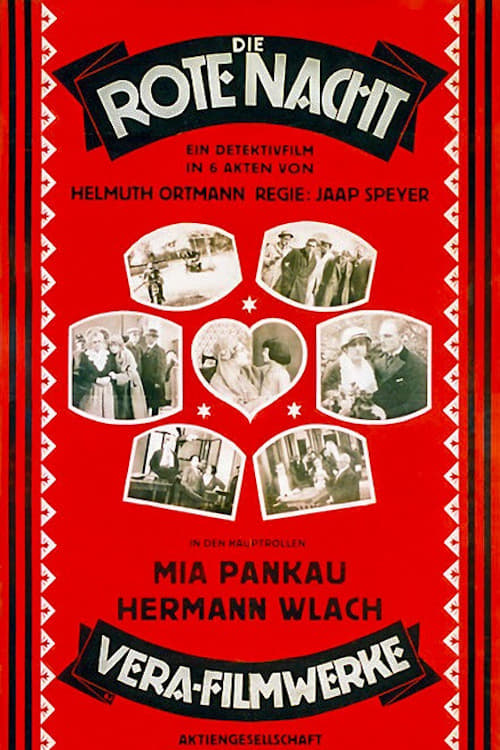 DIE
ROTE NACHT
EIN DETEKTIVFILM
IN 6 AKTEN VON
HELMUTH ORTMANN REGIE: JAAP SPEYER
IN DEN HAUPTROLLEN
MIA PANKAU
HERMANN WLACH
VERA-FILMWERKE
AKTIENGESELLSCHAFT